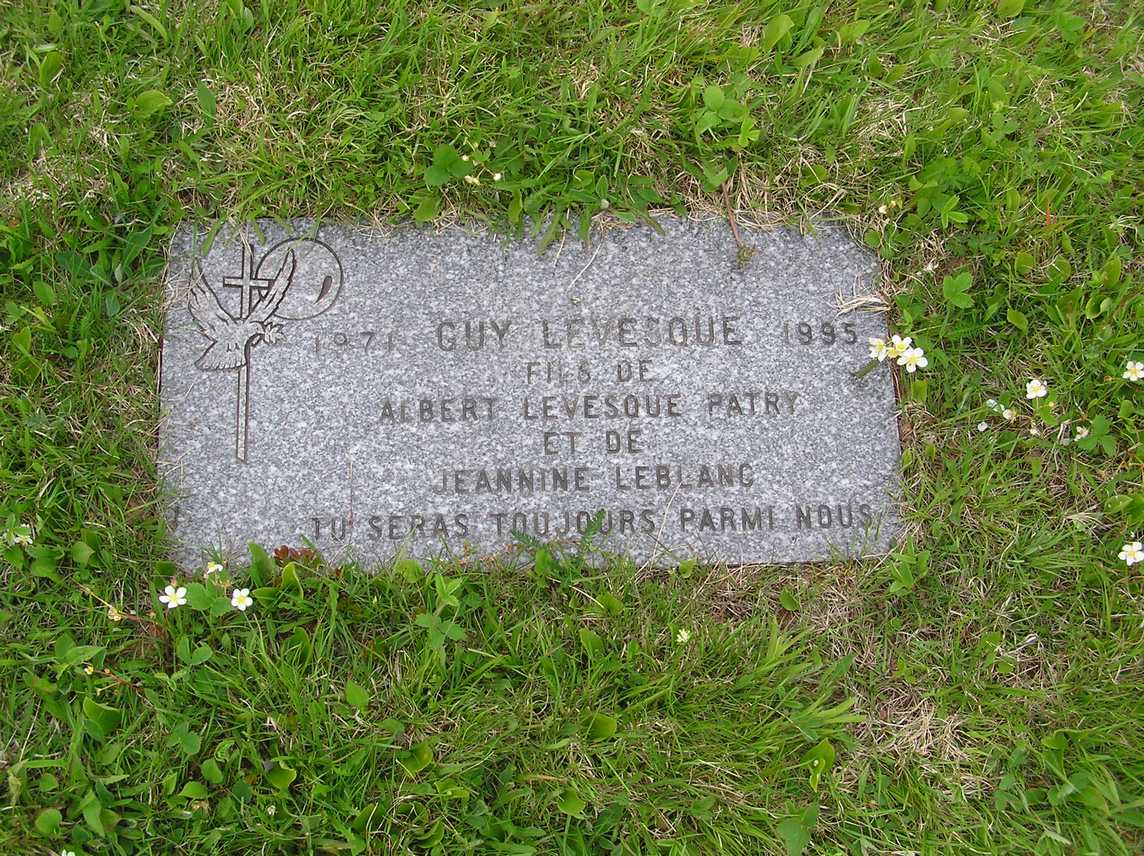 1971 GUY LEVESQUE 1995
FILS DE
ALBERT LEVESQUE PATRY
ET DE
JEANNINE LEBLANC
TU SERAS TOUJOURS PARMI NOUS